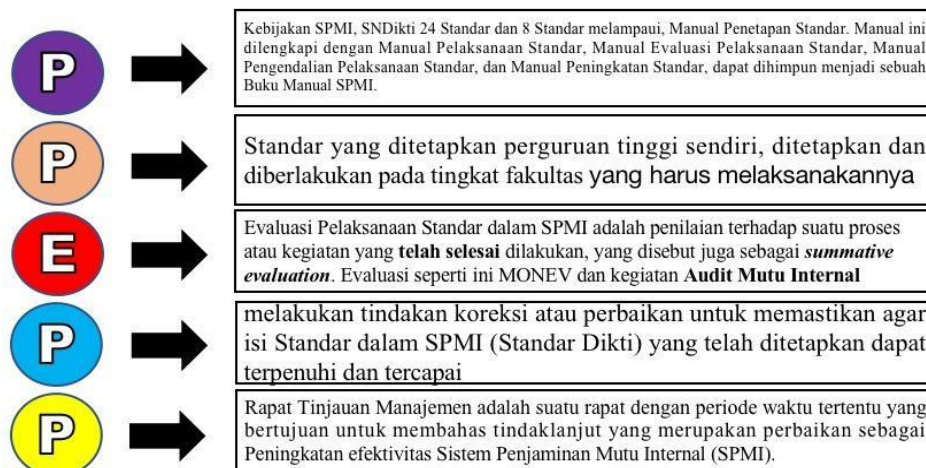 P
Kebijakan SPMI, SNDikti 24 Standar dan 8 Standar melampaui, Manual Penetapan Standar. Manual ini
dilengkapi dengan Manual Pelaksanaan Standar, Manual Evaluasi Pelaksanaan Standar, Manual
Pengendalian Pelaksanaan Standar, dan Manual Peningkatan Standar, dapat dihimpun menjadi sebuah
Buku Manual SPMI.
P
Standar yang ditetapkan perguruan tinggi sendiri, ditetapkan dan
diberlakukan pada tingkat fakultas yang harus melaksanakannya
E
Evaluasi Pelaksanaan Standar dalam SPMI adalah penilaian terhadap suatu proses
atau kegiatan yang telah selesai dilakukan, yang disebut juga sebagai summative
evaluation. Evaluasi seperti ini MONEV dan kegiatan Audit Mutu Internal
P
melakukan tindakan koreksi atau perbaikan untuk memastikan agar
isi Standar dalam SPMI (Standar Dikti) yang telah ditetapkan dapat
terpenuhi dan tercapai
P
Rapat Tinjauan Manajemen adalah suatu rapat dengan periode waktu tertentu yang
bertujuan untuk membahas tindaklanjut yang merupakan perbaikan sebagai
Peningkatan efektivitas Sistem Penjaminan Mutu Internal (SPMI).